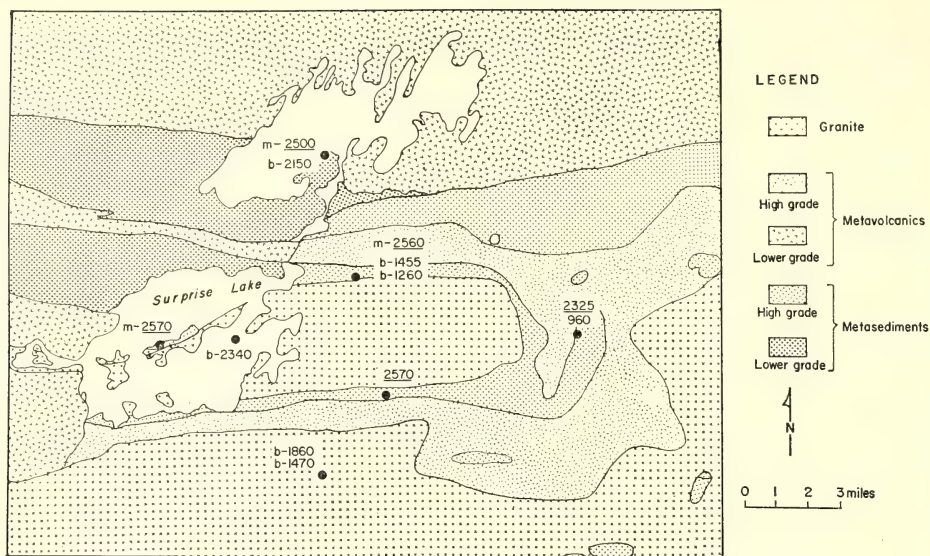 m-2500
b-2150
m-2560
b-1455
b-1260
Surprise Lake
m-2570
b-2340
2325
960
2570
b-1860
b-1470
LEGEND
Granite
High grade
Metavolcanics
Lower grade
High grade
Metasediments
Lower grade
N
0 1 2 3 miles